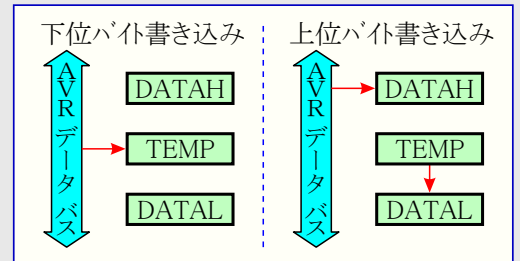 下位バイト書き込み
AVRデータ バス
DATAH
TEMP
DATAL
上位バイト書き込み
AVRデータ バス
DATAH
TEMP
DATAL